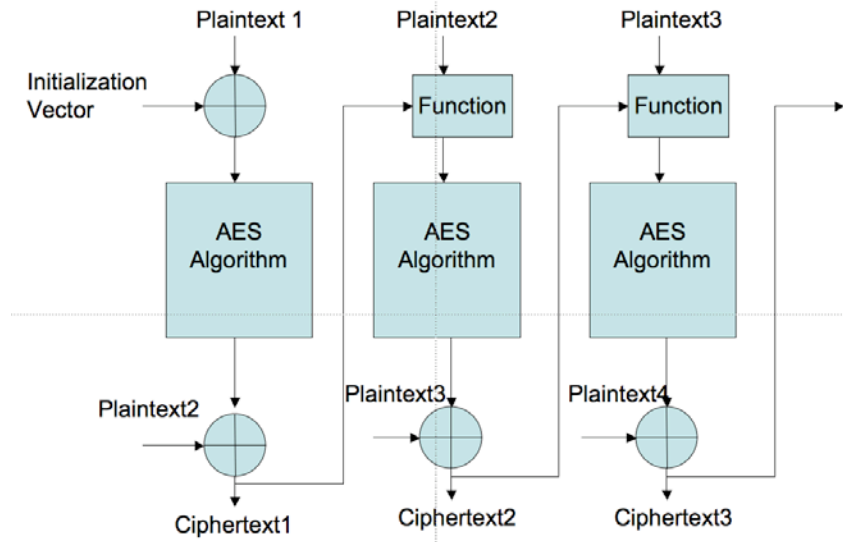 Plaintext 1
Plaintext2
Plaintext3
Initialization
Vector
Function
Function
AES
Algorithm
AES
Algorithm
AES
Algorithm
Plaintext2
Plaintext3
Plaintext4
Ciphertext1
Ciphertext2
Ciphertext3